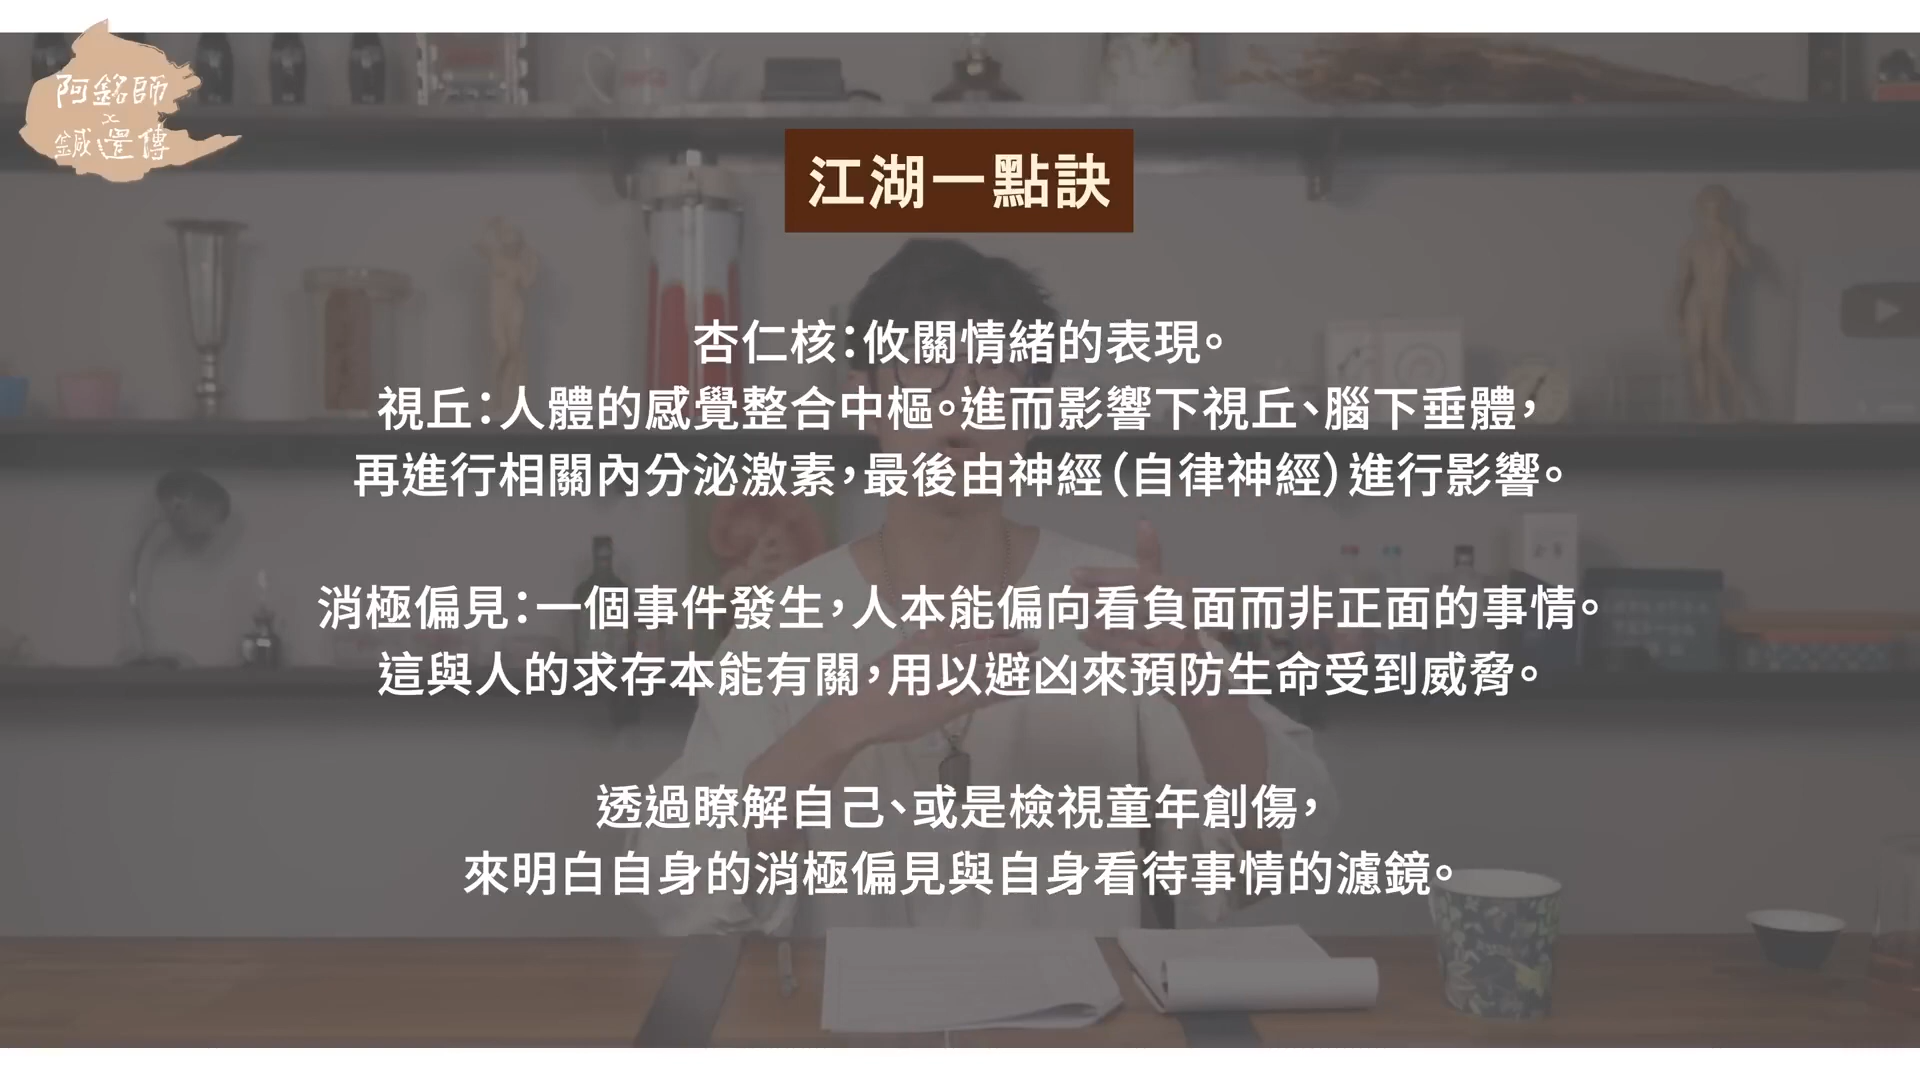 阿銘師
x
鍼遝傳
江湖一點訣
杏仁核：攸關情緒的表現。
視丘：人體的感覺整合中樞。進而影響下視丘、腦下垂體，
再進行相關內分泌激素，最後由神經（自律神經）進行影響。
消極偏見：一個事件發生，人本能偏向看負面而非正面的事情。
這與人的求存本能有關，用以避凶來預防生命受到威脅。
透過瞭解自己、或是檢視童年創傷，
來明白自身的消極偏見與自身看待事情的濾鏡。